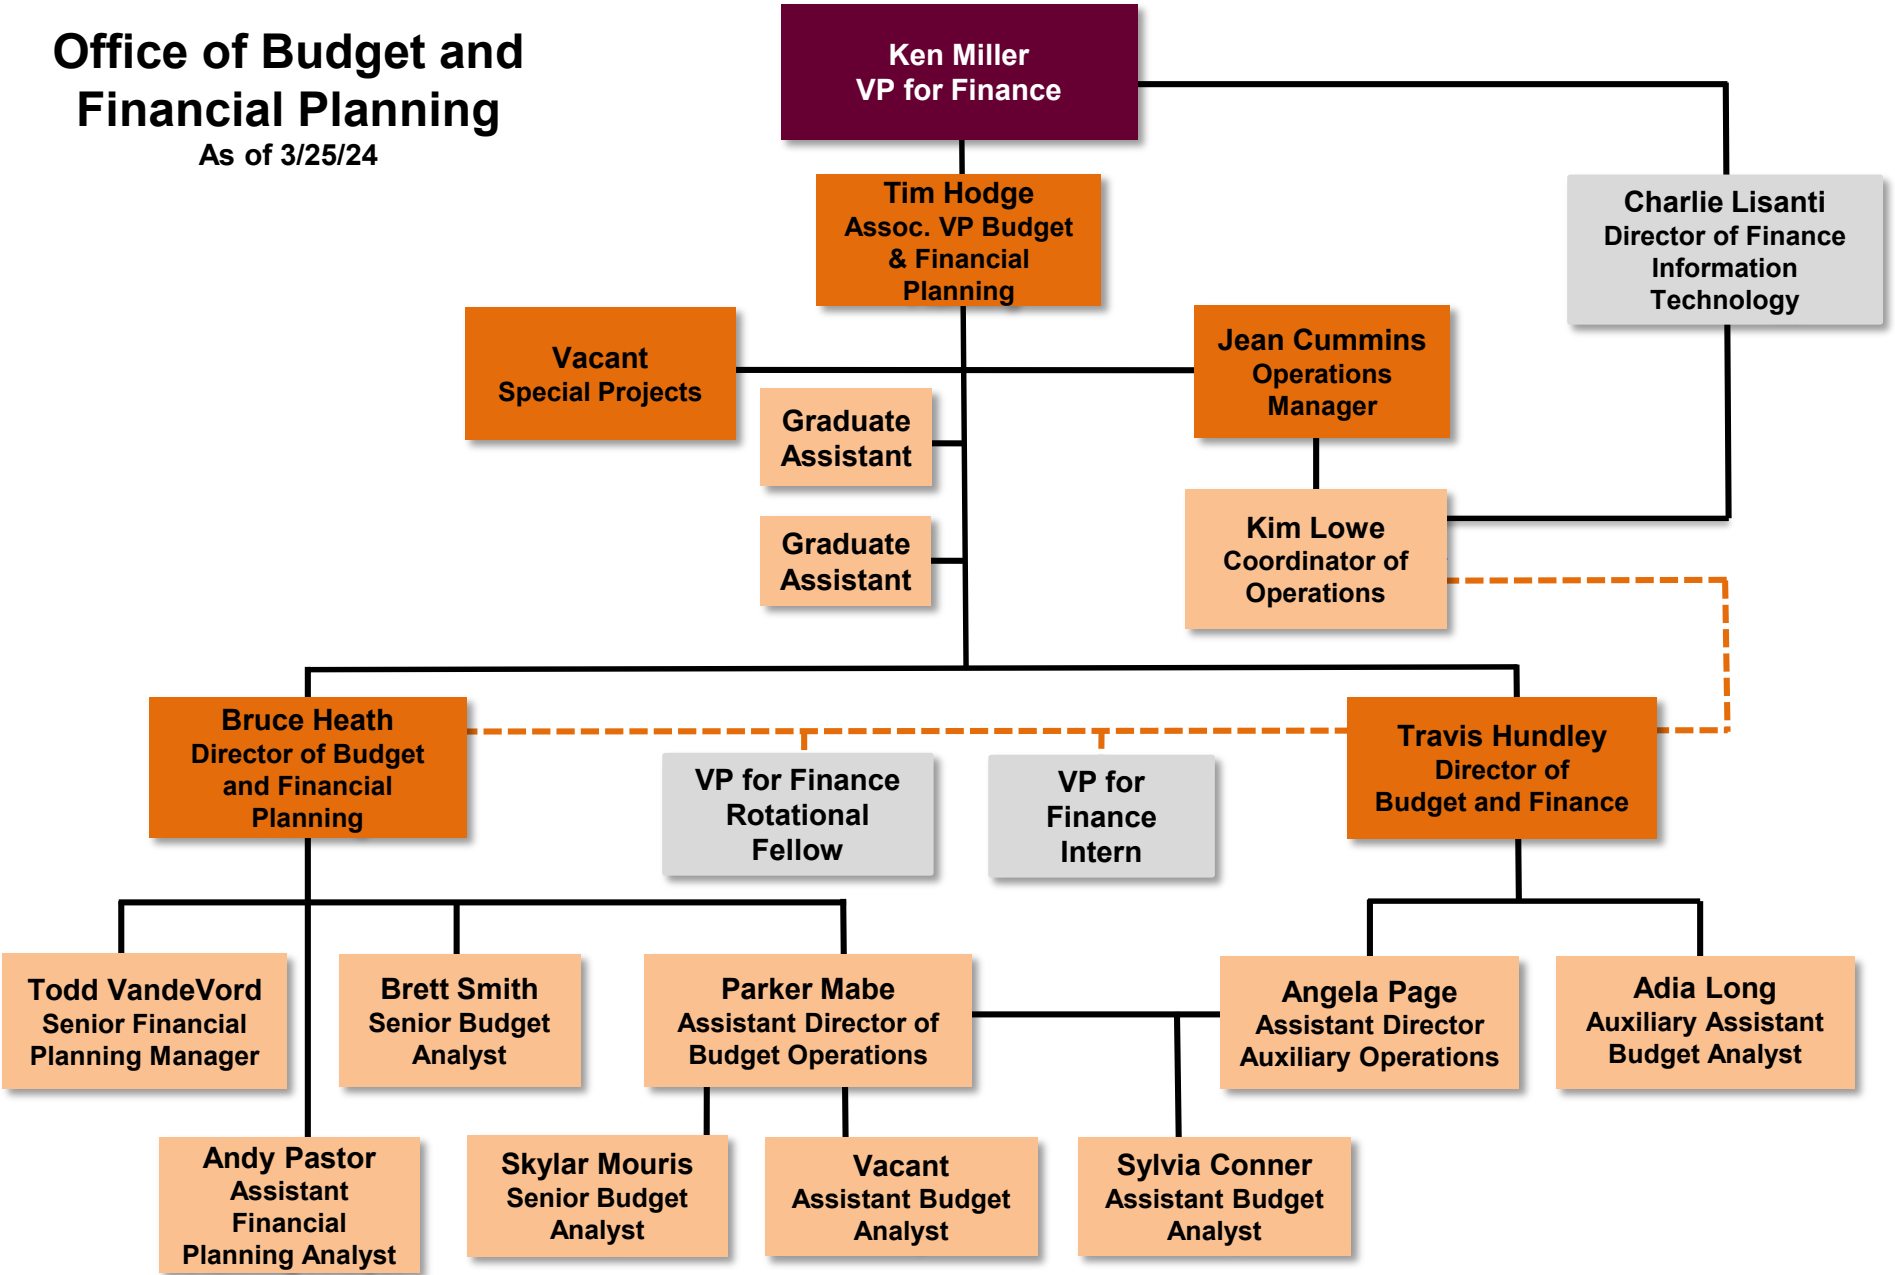 Office of Budget and
Financial Planning
As of 3/25/24
Ken Miller
VP for Finance
Tim Hodge
Assoc. VP Budget
& Financial
Planning
Charlie Lisanti
Director of Finance
Information
Technology
Vacant
Special Projects
Jean Cummins
Operations
Manager
Graduate
Assistant
Graduate
Assistant
Kim Lowe
Coordinator of
Operations
Bruce Heath
Director of Budget
and Financial
Planning
VP for Finance
Rotational
Fellow
VP for
Finance
Intern
Travis Hundley
Director of
Budget and Finance
Todd VandeVord
Senior Financial
Planning Manager
Brett Smith
Senior Budget
Analyst
Parker Mabe
Assistant Director of
Budget Operations
Angela Page
Assistant Director
Auxiliary Operations
Adia Long
Auxiliary Assistant
Budget Analyst
Andy Pastor
Assistant
Financial
Planning Analyst
Skylar Mouris
Senior Budget
Analyst
Vacant
Assistant Budget
Analyst
Sylvia Conner
Assistant Budget
Analyst